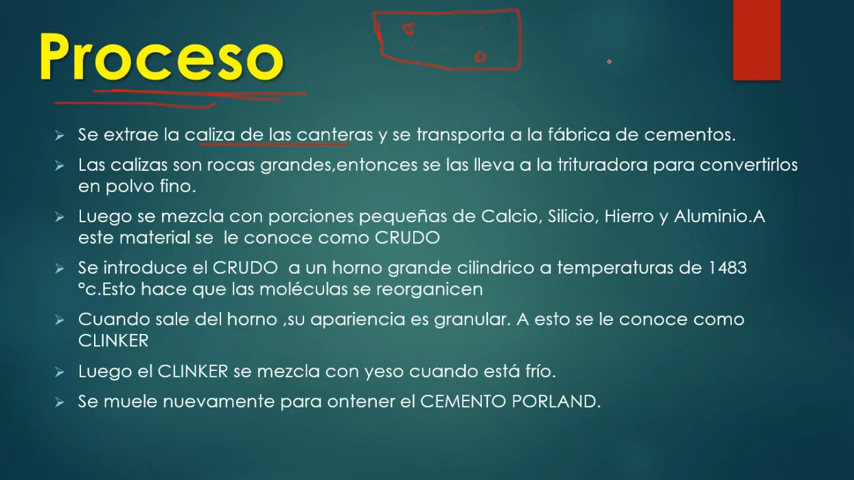 Proceso
Se extrae la caliza de las canteras y se transporta a la fábrica de cementos.
Las calizas son rocas grandes,entonces se las lleva a la trituradora para convertirlos
en polvo fino.
Luego se mezcla con porciones pequeñas de Calcio, Silicio, Hierro y Aluminio.A
este material se le conoce como CRUDO
Se introduce el CRUDO a un horno grande cilindrico a temperaturas de 1483
°c.Esto hace que las moléculas se reorganicen
Cuando sale del horno ,su apariencia es granular. A esto se le conoce como
CLINKER
Luego el CLINKER se mezcla con yeso cuando está frío.
Se muele nuevamente para ontener el CEMENTO PORLAND.